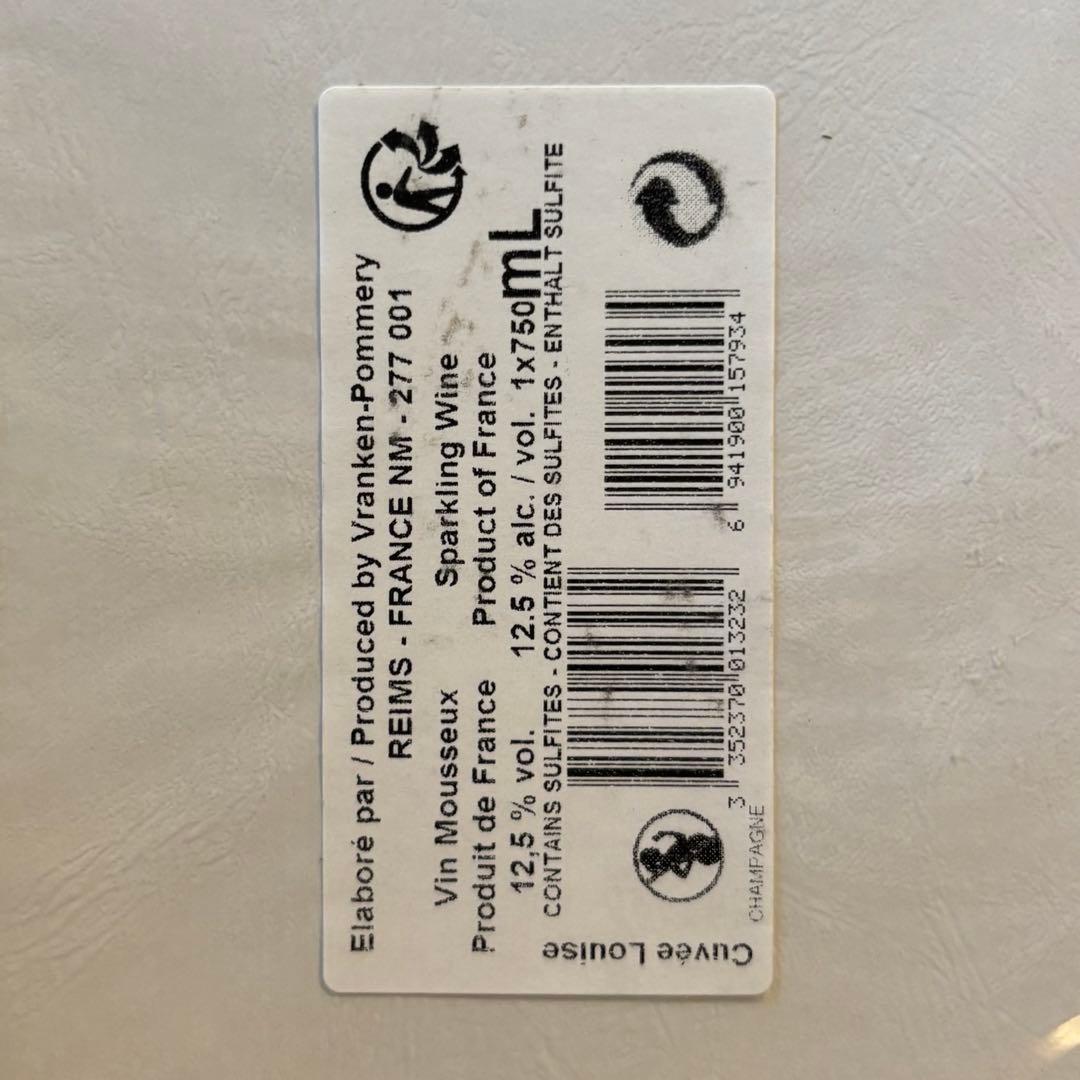 Elaboré par / Produced by Vranken-Pommery
REIMS - FRANCE NM - 277 001
Vin Mousseux Sparkling Wine
Produit de France Product of France
12,5 % vol. 12.5 % alc. / vol. 1x750mL
CONTAINS SULFITES - CONTIENT DES SULFITES - ENTHALT SULFITE
3 352370 013232
6 941900 157934
CHAMPAGNE
Cuvée Louise